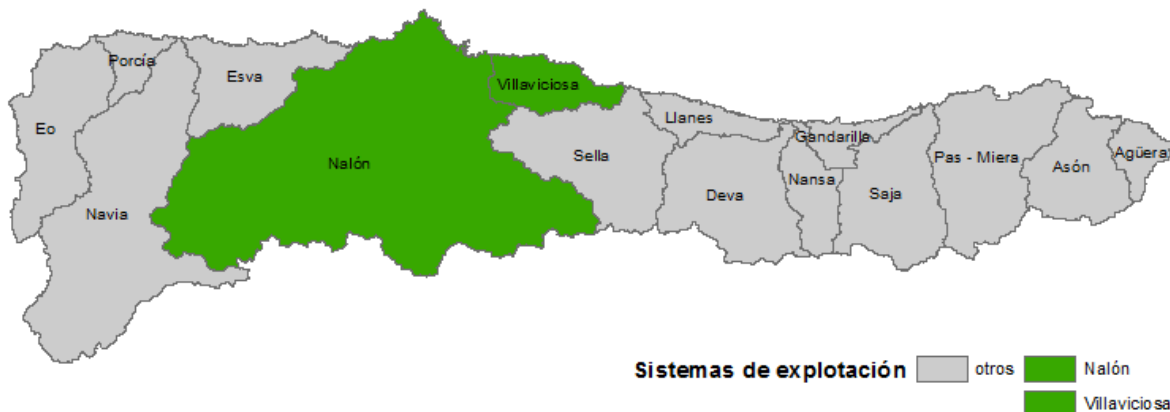 Porcía
Esva
Villaviciosa
Eo
Llanes
Gandarilla
Nalón
Sella
Pas - Miera
Asón
Agüera
Navia
Deva
Nansa
Saja
Sistemas de explotación
otros
Nalón
Villaviciosa